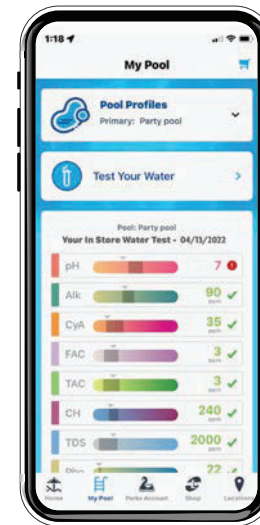 1:18
My Pool
Pool Profiles
Primary: Party pool
Test Your Water
Pool: Party pool
Your In Store Water Test - 04/13/2022
pH 7
Alk 90 ppm
CyA 35 ppm
FAC 3 ppm
TAC 3 ppm
CH 240 ppm
TDS 2000 ppm
Pho 22
Home My Pool Perks Account Shop Locations